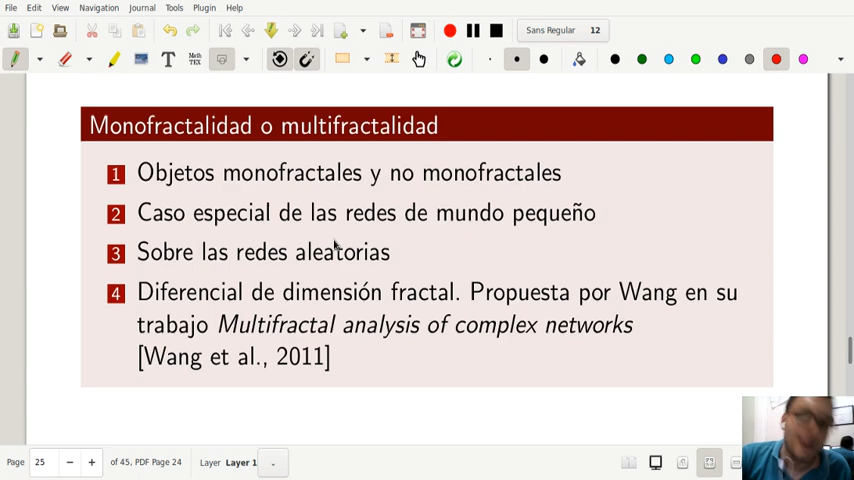 File Edit View Navigation Journal Tools Plugin Help
Sans Regular 12
Math
TEX
Monofractalidad o multifractalidad
1 Objetos monofractales y no monofractales
2 Caso especial de las redes de mundo pequeño
3 Sobre las redes aleatorias
4 Diferencial de dimensión fractal. Propuesta por Wang en su
trabajo Multifractal analysis of complex networks
[Wang et al., 2011]
Page 25 of 45, PDF Page 24 Layer Layer 1